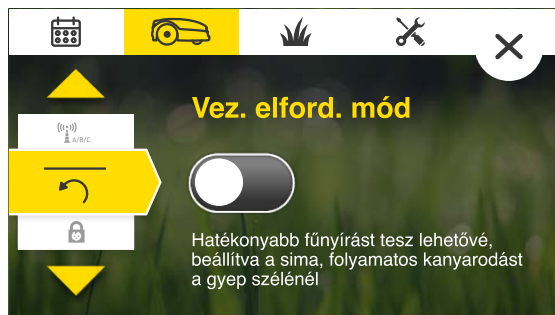 A/B/C
Vez. elford. mód
Hatékonyabb fűnyírást tesz lehetővé,
beállítva a sima, folyamatos kanyarodást
a gyep szélénél